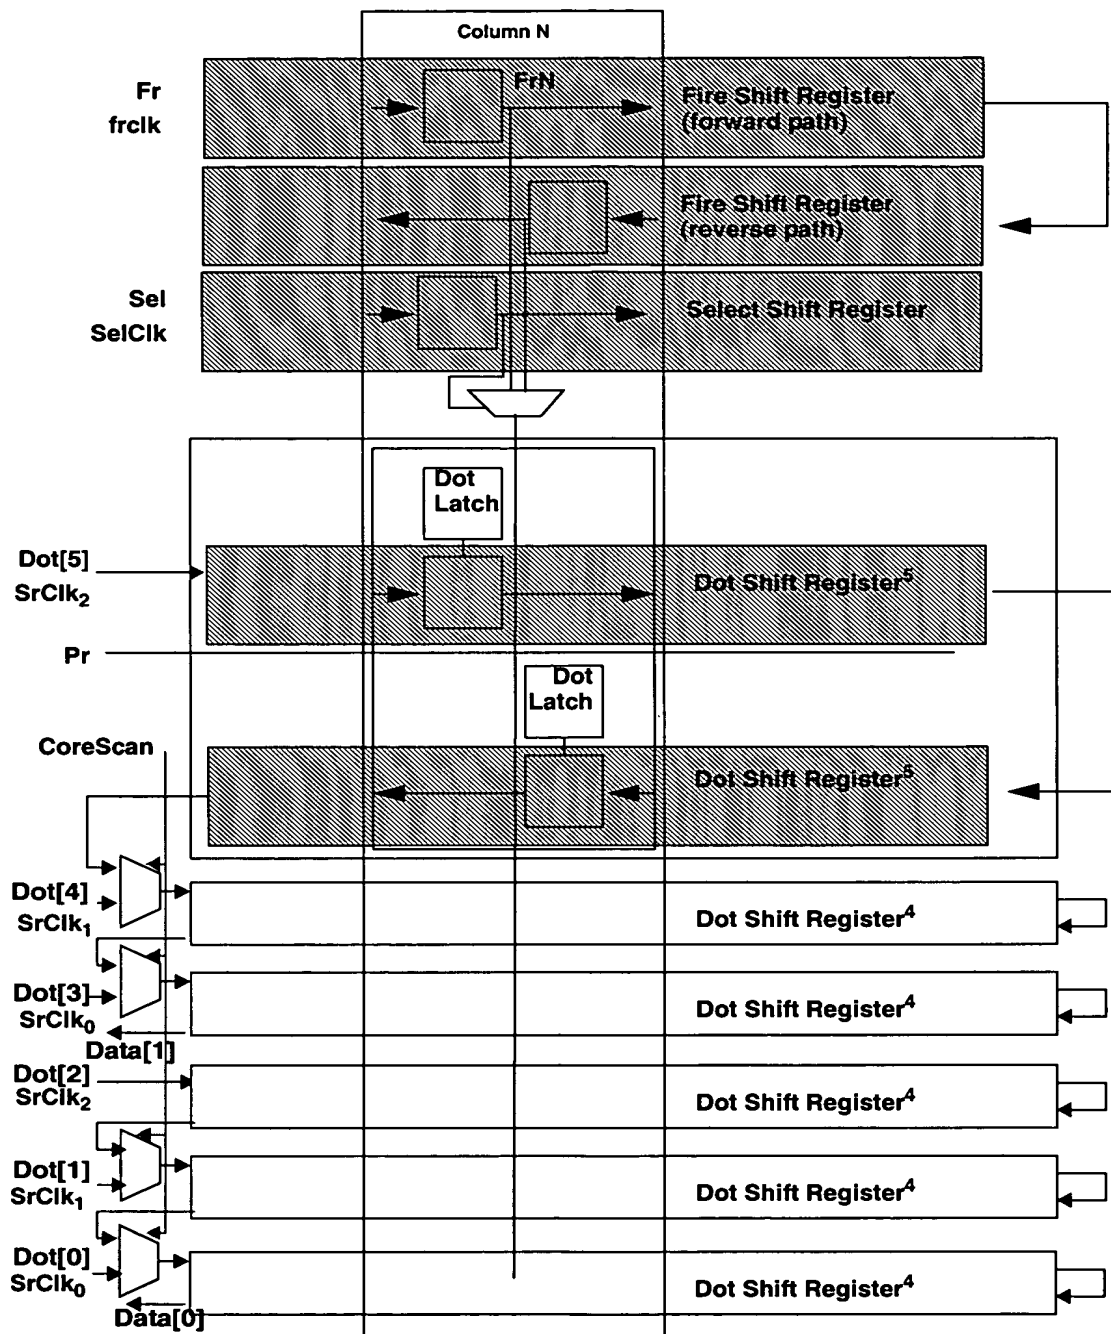 Column N
Fr
frclk
FrN
Fire Shift Register
(forward path)
Fire Shift Register
(reverse path)
Sel
SelClk
Select Shift Register
Dot
Latch
Dot[5]
SrClk2
Dot Shift Register5
Pr
Dot
Latch
CoreScan
Dot Shift Register5
Dot[4]
SrClk1
Dot Shift Register4
Dot[3]
SrClk0
Dot Shift Register4
Data[1]
Dot[2]
SrClk2
Dot Shift Register4
Dot[1]
SrClk1
Dot Shift Register4
Dot[0]
SrClk0
Dot Shift Register4
Data[0]